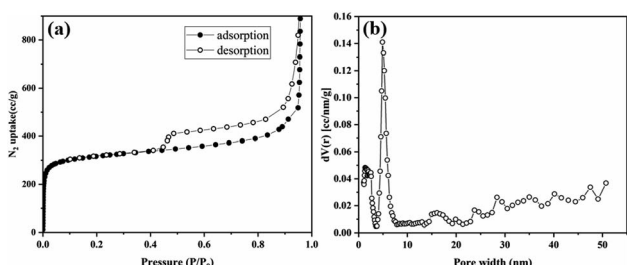 (a)
adsorption
desorption
800
600
400
200
0
0.0 0.2 0.4 0.6 0.8 1.0
N₂ uptake(cc/g)
Pressure (P/P₀)
(b)
0.16
0.14
0.12
0.10
0.08
0.06
0.04
0.02
0.00
0 10 20 30 40 50
dV(r) [cc/nm/g]
Pore width (nm)